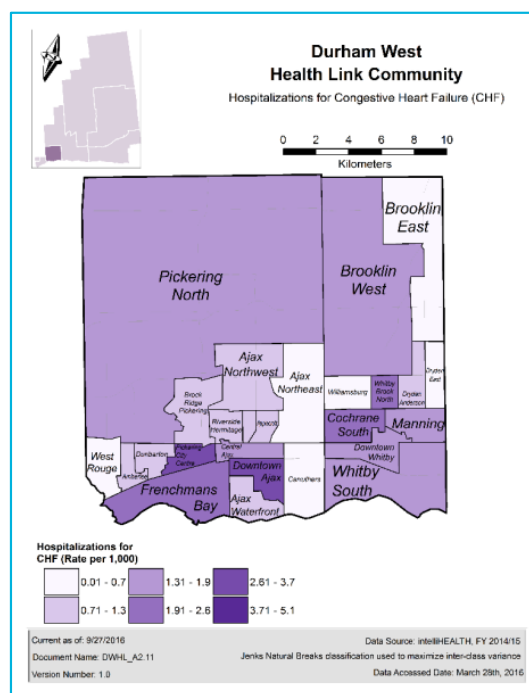 Durham West
Health Link Community
Hospitalizations for Congestive Heart Failure (CHF)
0 2 4 6 8 10
Kilometers
Brooklin
East
Pickering
North
Brooklin
West
Ajax
Northwest
Ajax
Northeast
Williamsburg
Whitby
Brock
North
Dryden
Anderson
Dryden
East
Brock
Ridge
Pickering
Riverside
Hermitage
Cochrane
South
Manning
West
Rouge
Dunbarton
Pickering
City
Centre
Central
Ajax
Downtown
Whitby
Amberlea
Downtown
Ajax
Carruthers
Whitby
South
Frenchmans
Bay
Ajax
Waterfront
Hospitalizations for
CHF (Rate per 1,000)
0.01 - 0.7 1.31 - 1.9 2.61 - 3.7
0.71 - 1.3 1.91 - 2.6 3.71 - 5.1
Current as of: 9/27/2016 Data Source: intelliHEALTH, FY 2014/15
Document Name: DWHL_A2.11 Jenks Natural Breaks classification used to maximize inter-class variance
Version Number: 1.0 Data Accessed Date: March 28th, 2016